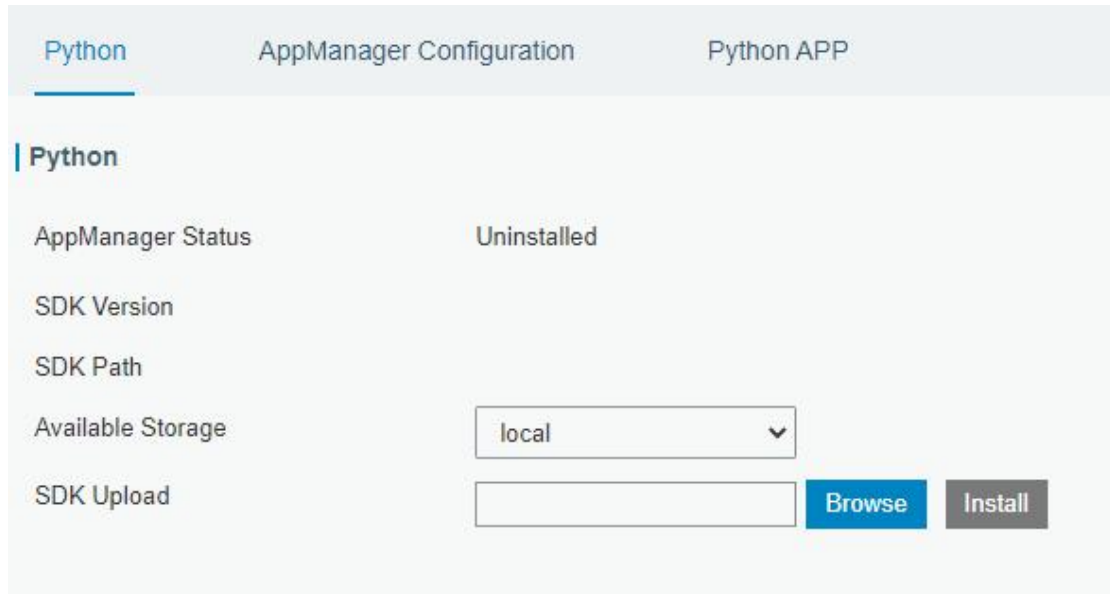 Python AppManager Configuration Python APP
Python
AppManager Status Uninstalled
SDK Version
SDK Path
Available Storage local
SDK Upload Browse Install